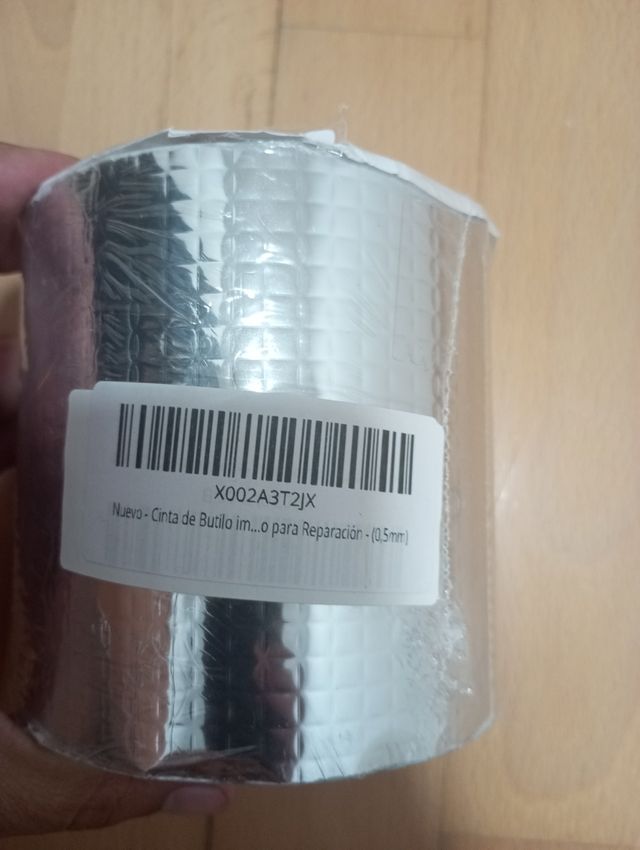 X002A3T2JX
Nuevo - Cinta de Butilo im...o para Reparación - (0,5mm)